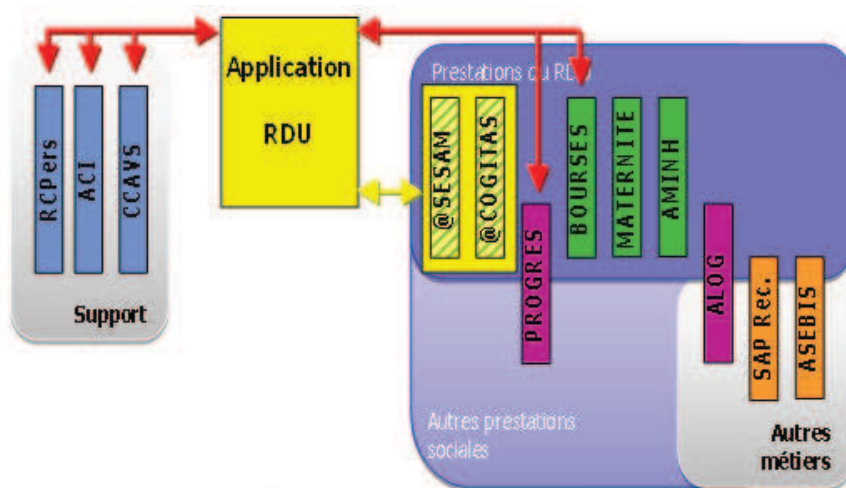 Application
RDU
Prestations du RDU
RCPers
ACI
CCAVS
@SESAM
@COGITAS
BOURSES
MATERNITE
AMINH
PROGRES
ALOG
SAP Rec.
ASEBIS
Support
Autres prestations
sociales
Autres
métiers